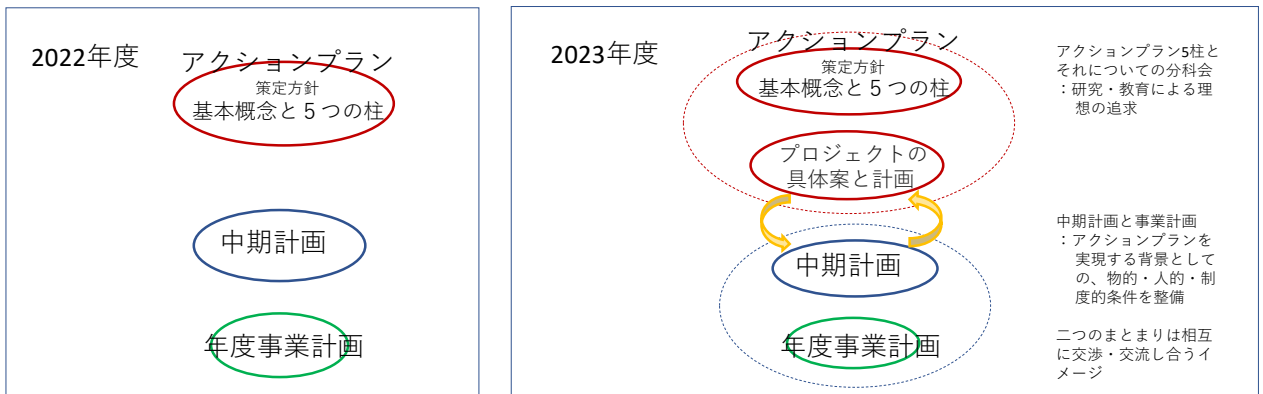 2022年度
アクションプラン
策定方針
基本概念と５つの柱
中期計画
年度事業計画
2023年度
アクションプラン
策定方針
基本概念と５つの柱
プロジェクトの
具体案と計画
中期計画
年度事業計画
アクションプラン5柱と
それについての分科会
：研究・教育による理
想の追求
中期計画と事業計画
：アクションプランを
実現する背景として
の、物的・人的・制
度的条件を整備
二つのまとまりは相互
に交渉・交流し合うイ
メージ